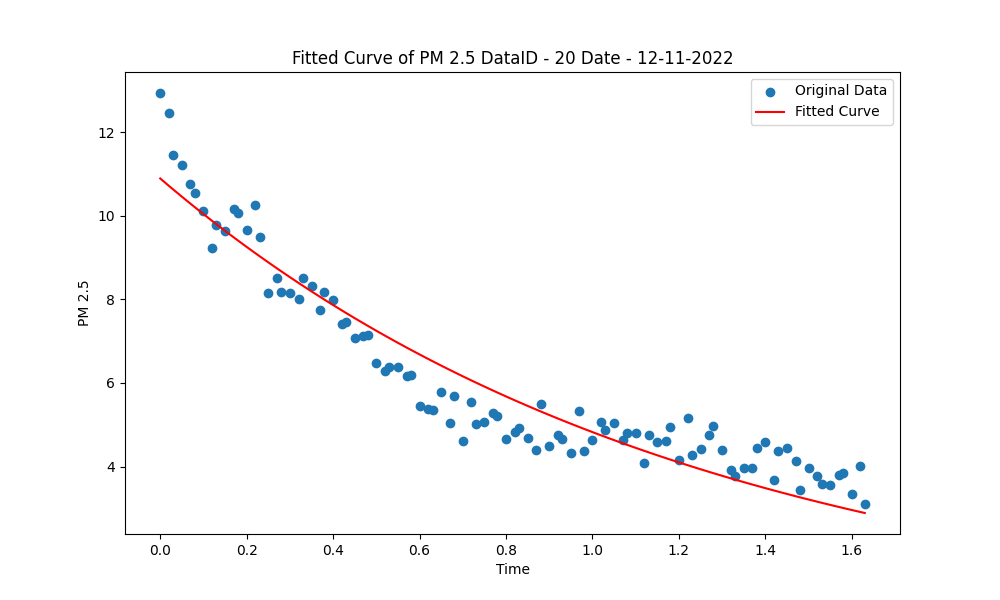 Fitted Curve of PM 2.5 DataID - 20 Date - 12-11-2022
Original Data
Fitted Curve
12
10
8
6
4
PM 2.5
0.0 0.2 0.4 0.6 0.8 1.0 1.2 1.4 1.6
Time